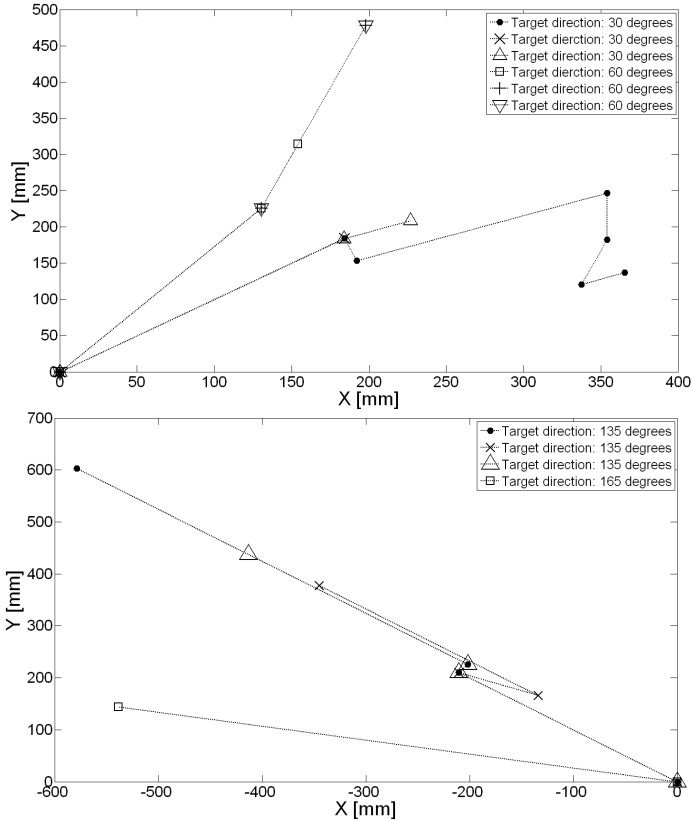 500
450
400
350
300
250
200
150
100
50
0
Y [mm]
0 50 100 150 200 250 300 350 400
X [mm]
Target direction: 30 degrees
Target dierction: 30 degrees
Target direction: 30 degrees
Target direction: 60 degrees
Target direction: 60 degrees
Target direction: 60 degrees
700
600
500
400
300
200
100
0
Y [mm]
-600 -500 -400 -300 -200 -100 0
X [mm]
Target direction: 135 degrees
Target direction: 135 degrees
Target direction: 135 degrees
Target direction: 165 degrees